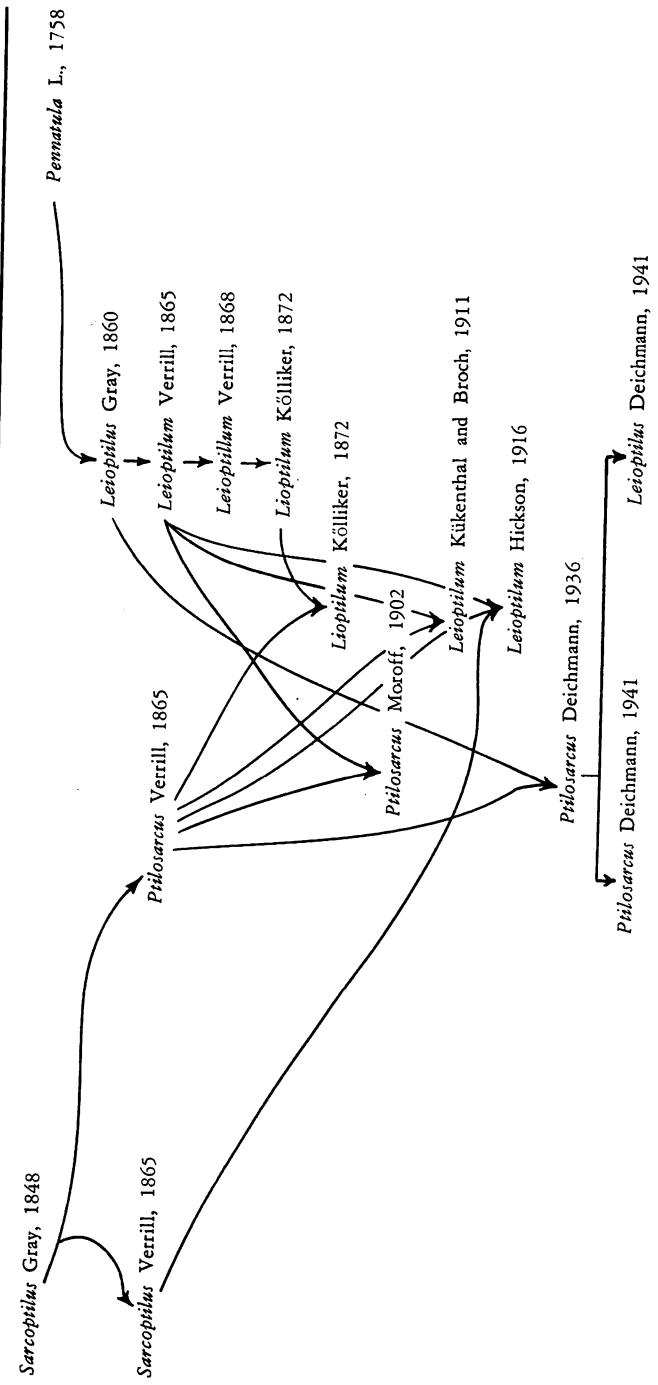 Pennatula L., 1758
Sarcoptilus Gray, 1848
Leioptilus Gray, 1860
Sarcoptilus Verrill, 1865
Ptilosarcus Verrill, 1865
Leioptilum Verrill, 1865
Leioptillum Verrill, 1868
Lioptilum Kölliker, 1872
Lioptilum Kölliker, 1872
Ptilosarcus Moroff, 1902
Leioptilum Kükenthal and Broch, 1911
Leioptilum Hickson, 1916
Ptilosarcus Deichmann, 1936
Ptilosarcus Deichmann, 1941
Leioptilus Deichmann, 1941